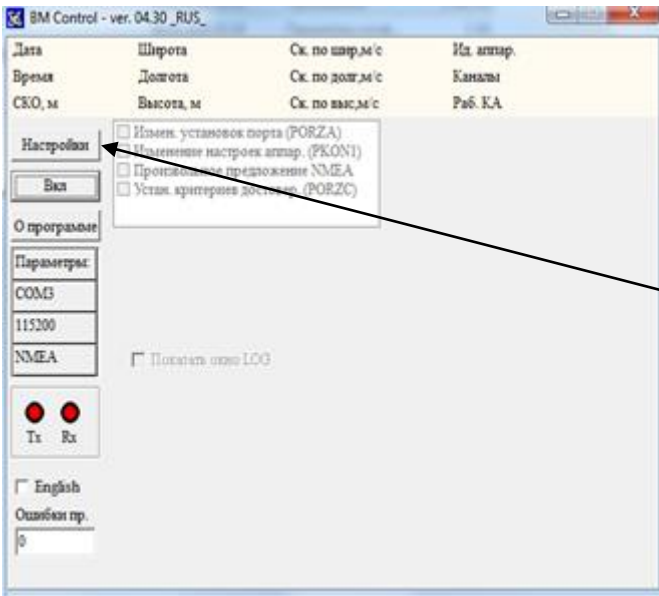 BM Control - ver. 04.30 _RUS_
Дата Широта Ск. по шир,м/с Ид. аппар.
Время Долгота Ск. по долг,м/с Каналы
СКО, м Высота, м Ск. по выс,м/с Раб. КА
Настройки
Измен. установок порта (PORZA)
Изменение настроек аппар. (PKON1)
Произвольное предложение NMEA
Устан. критериев достовер. (PORZC)
Вкл
О программе
Параметры:
COM3
115200
NMEA
Показать окно LOG
Tx Rx
English
Ошибки пр.
0